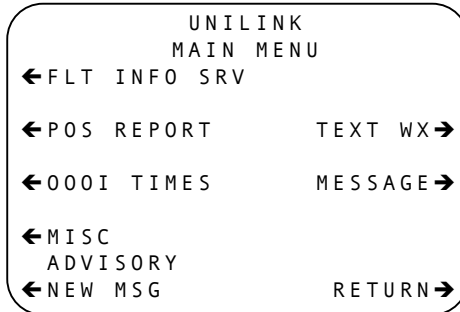 UNILINK
MAIN MENU
←FLT INFO SRV
←POS REPORT TEXT WX→
←OOOI TIMES MESSAGE→
←MISC
ADVISORY
←NEW MSG RETURN→